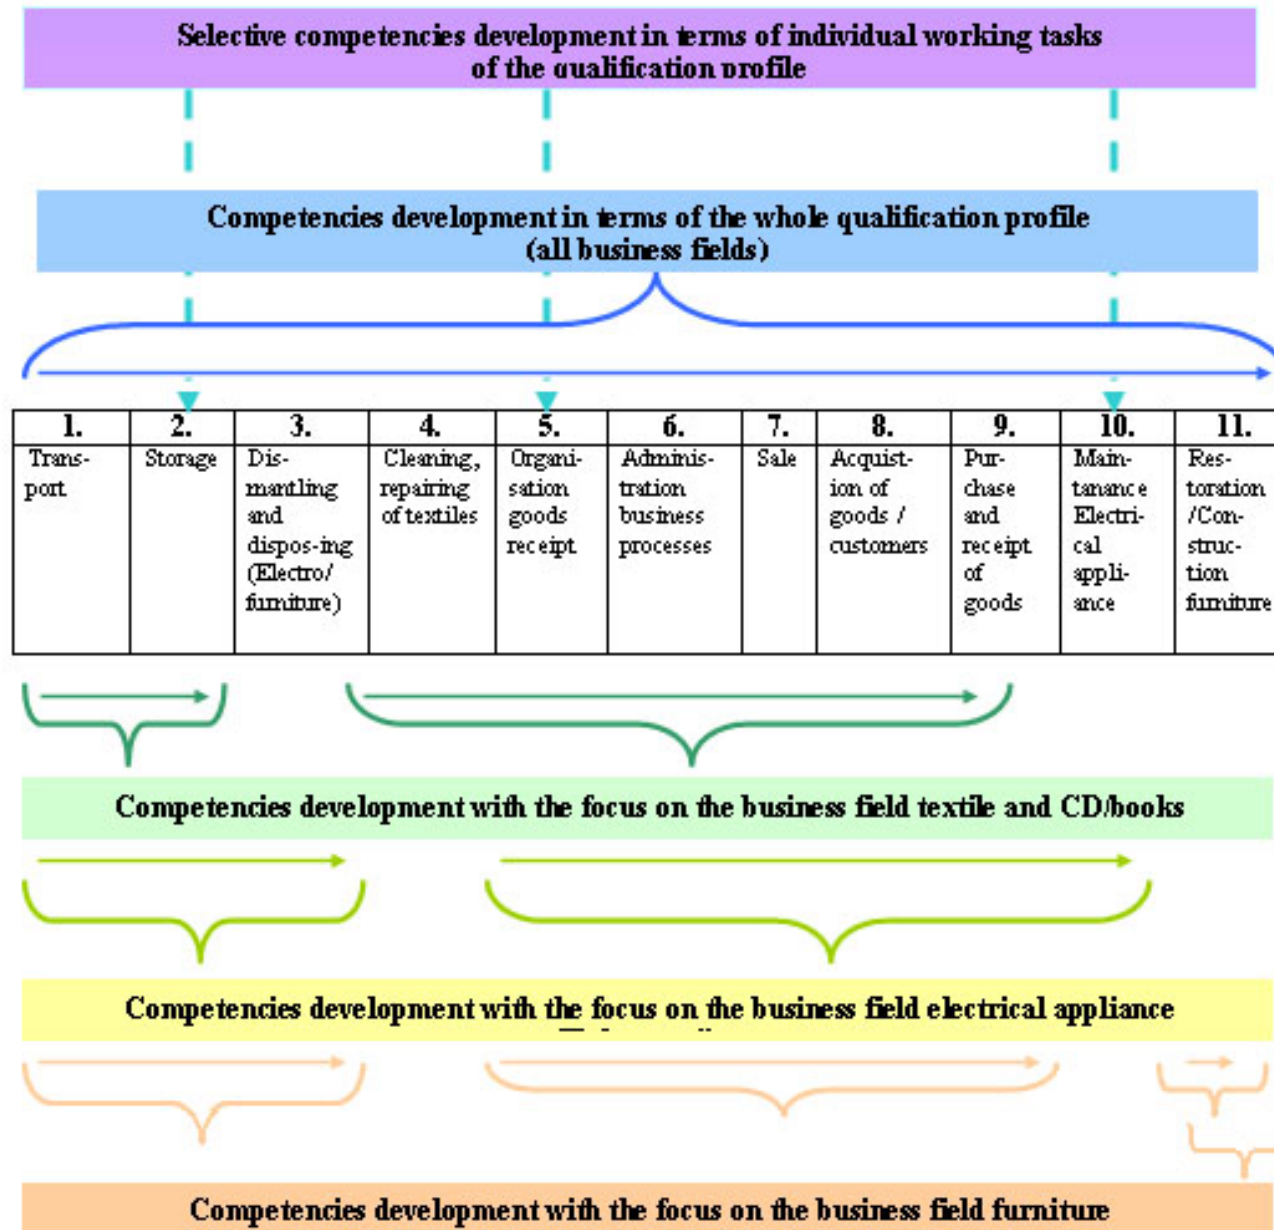 Selective competencies development in terms of individual working tasks
of the qualification profile
Competencies development in terms of the whole qualification profile
(all business fields)
1. 2. 3. 4. 5. 6. 7. 8. 9. 10. 11.
Trans-
port
Storage
Dis-
mantling
and
dispos-ing
(Electro/
furniture)
Cleaning,
repairing
of textiles
Organi-
sation
goods
receipt
Adminis-
tration
business
processes
Sale
Acquist-
ion of
goods /
customers
Pur-
chase
and
receipt
of
goods
Main-
tanance
Electri-
cal
appli-
ance
Res-
toration
/Con-
struc-
tion
furniture
Competencies development with the focus on the business field textile and CD/books
Competencies development with the focus on the business field electrical appliance
Competencies development with the focus on the business field furniture